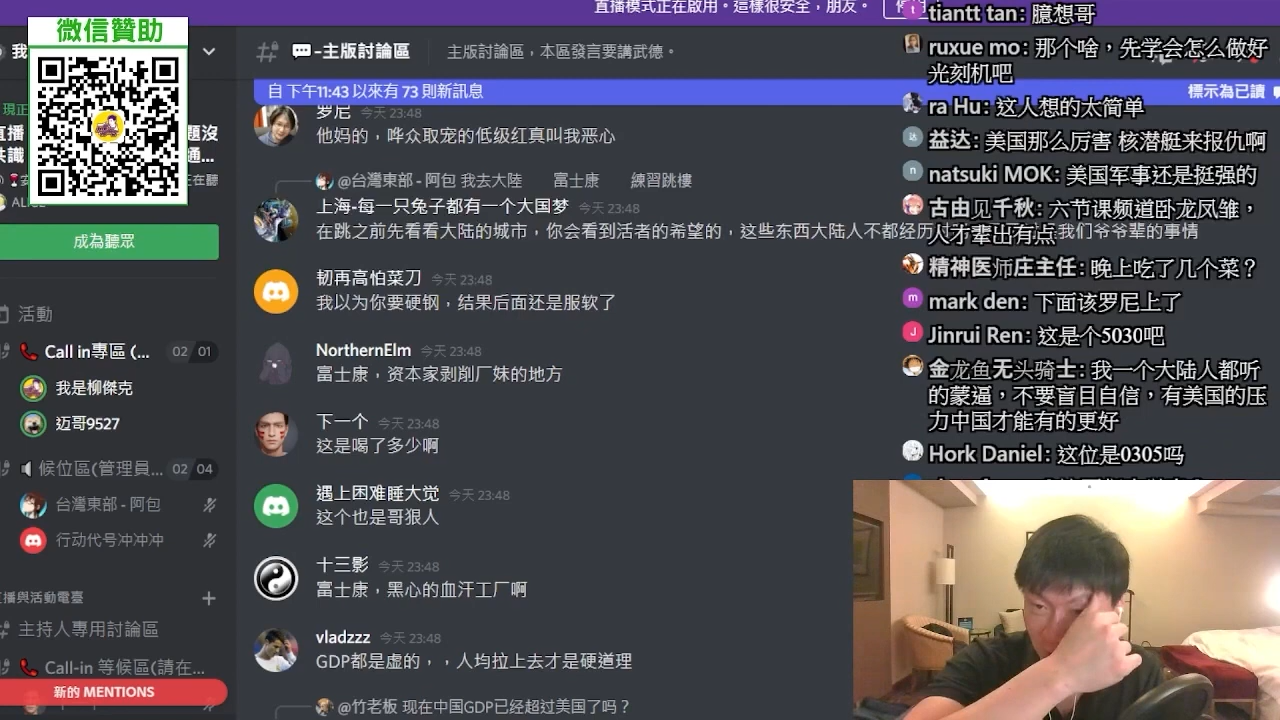 直播模式正在啟用。這樣很安全，朋友。
微信贊助
我
現正
直播
題沒
共識
通...
正在聽
ALICE
成為聽眾
活動
Call in專區 (... 02 01
我是柳傑克
迈哥9527
候位區(管理員... 02 04
台灣東部 - 阿包
行动代号冲冲冲
直播與活動電臺
主持人專用討論區
Call-in 等候區(請在...
新的 MENTIONS
-主版討論區 主版討論區，本區發言要講武德。
自 下午11:43 以來有 73 則新訊息 標示為已讀
罗尼 今天 23:48
他妈的，哗众取宠的低级红真叫我恶心
@台灣東部 - 阿包 我去大陸 富士康 練習跳樓
上海-每一只兔子都有一个大国梦 今天 23:48
在跳之前先看看大陆的城市，你会看到活者的希望的，这些东西大陆人不都经历
我们爷爷辈的事情
韧再高怕菜刀 今天 23:48
我以为你要硬钢，结果后面还是服软了
NorthernElm 今天 23:48
富士康，资本家剥削厂妹的地方
下一个 今天 23:48
这是喝了多少啊
遇上困难睡大觉 今天 23:48
这个也是哥狠人
十三影 今天 23:48
富士康，黑心的血汗工厂啊
vladzzz 今天 23:48
GDP都是虚的，，人均拉上去才是硬道理
@竹老板 现在中国GDP已经超过美国了吗？
tiantt tan: 臆想哥
ruxue mo: 那个啥，先学会怎么做好
光刻机吧
ra Hu: 这人想的太简单
益达: 美国那么厉害 核潜艇来报仇啊
natsuki MOK: 美国军事还是挺强的
古由见千秋: 六节课频道卧龙凤雏，
人才辈出有点
精神医师庄主任: 晚上吃了几个菜？
mark den: 下面该罗尼上了
Jinrui Ren: 这是个5030吧
金龙鱼无头骑士: 我一个大陆人都听
的蒙逼，不要盲目自信，有美国的压
力中国才能有的更好
Hork Daniel: 这位是0305吗